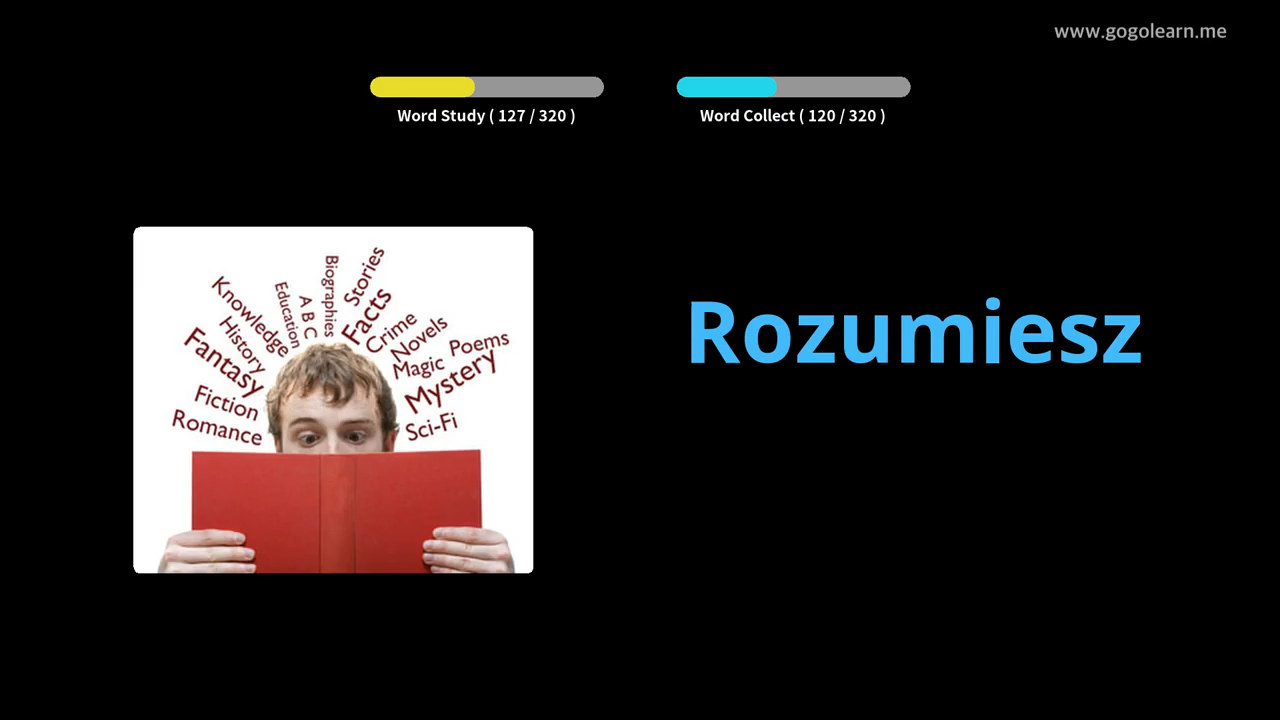 www.gogolearn.me
Word Study ( 127 / 320 )
Word Collect ( 120 / 320 )
Rozumiesz
Stories
Biographies
Facts
A B C
Education
Knowledge
Crime
Novels
History
Poems
Magic
Fantasy
Mystery
Fiction
Romance
Sci-Fi